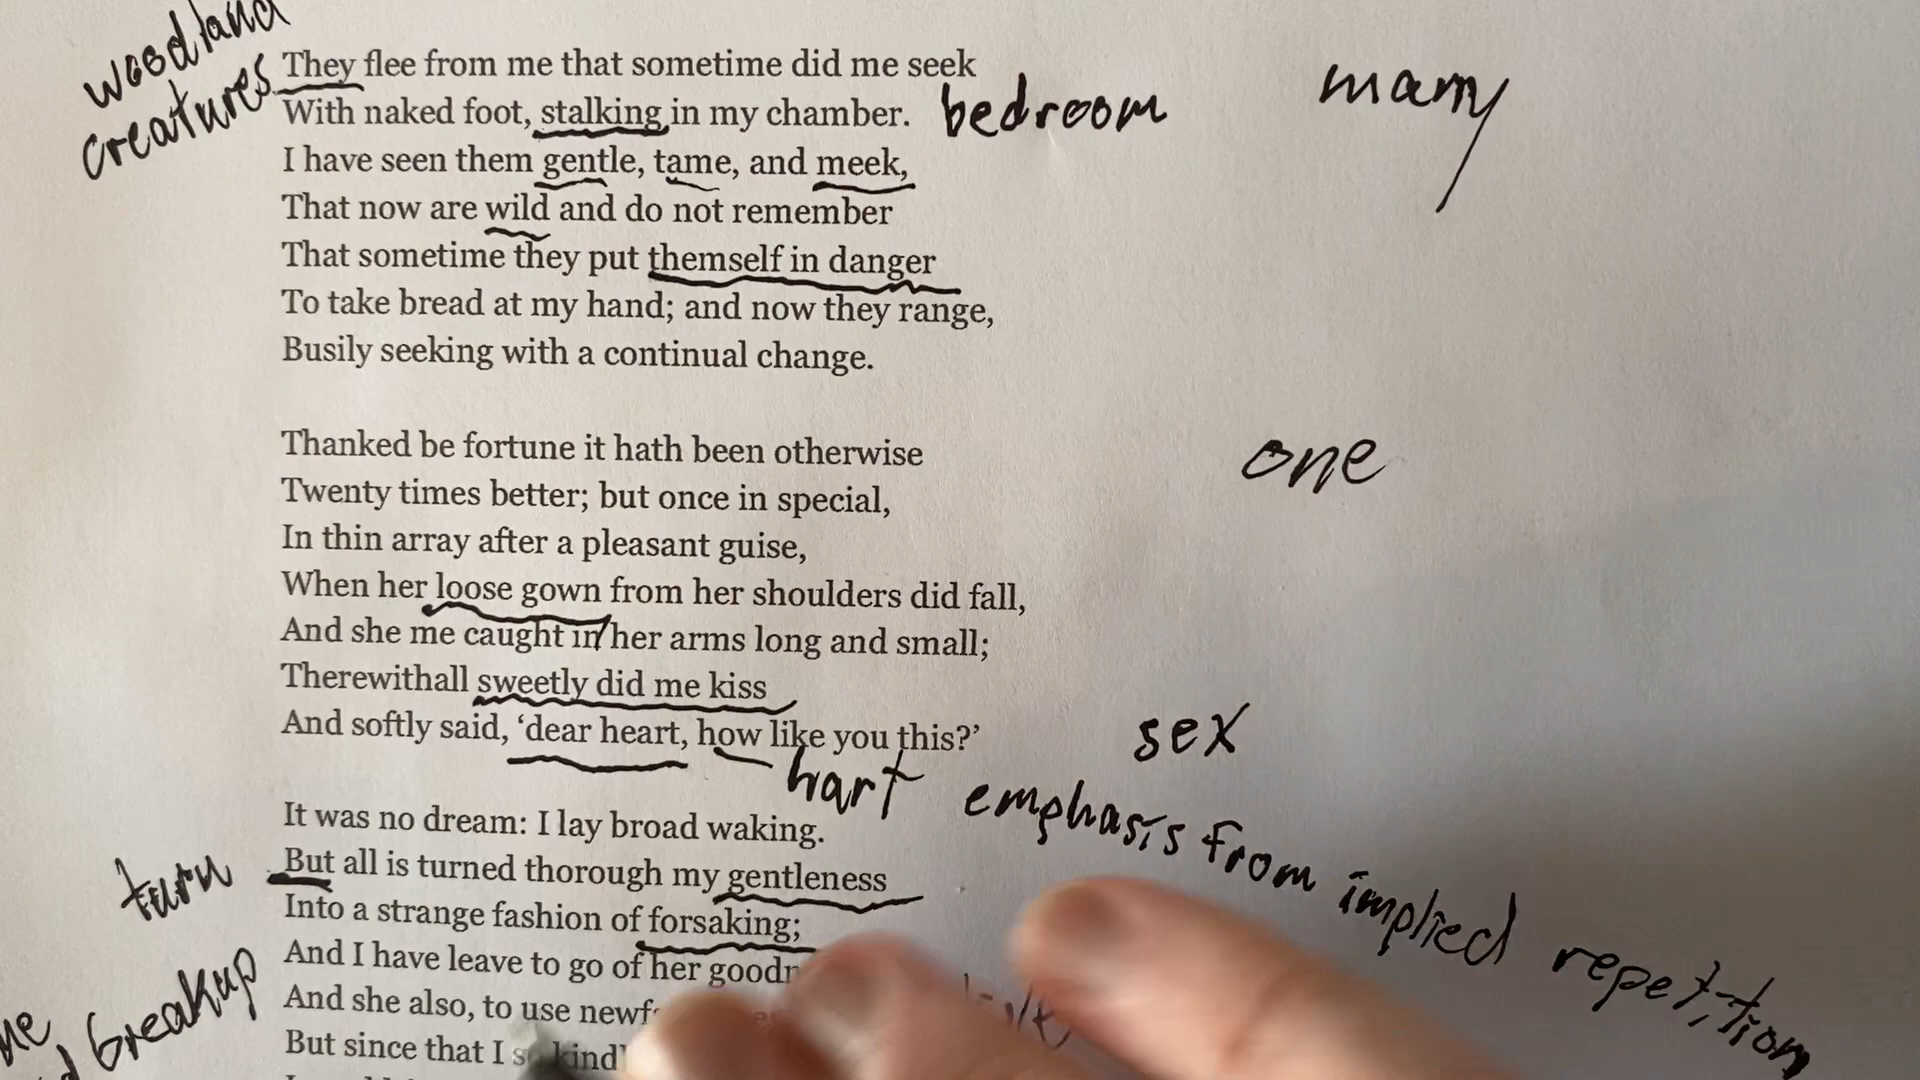 woodland
creatures
They flee from me that sometime did me seek
With naked foot, stalking in my chamber. bedroom
many
I have seen them gentle, tame, and meek,
That now are wild and do not remember
That sometime they put themself in danger
To take bread at my hand; and now they range,
Busily seeking with a continual change.
Thanked be fortune it hath been otherwise
one
Twenty times better; but once in special,
In thin array after a pleasant guise,
When her loose gown from her shoulders did fall,
And she me caught in her arms long and small;
Therewithall sweetly did me kiss
And softly said, ‘dear heart, how like you this?’
sex
hart
emphasis from implied repetition
It was no dream: I lay broad waking.
turn
But all is turned thorough my gentleness
Into a strange fashion of forsaking;
And I have leave to go of her
breakup
And she also, to use
But since that I